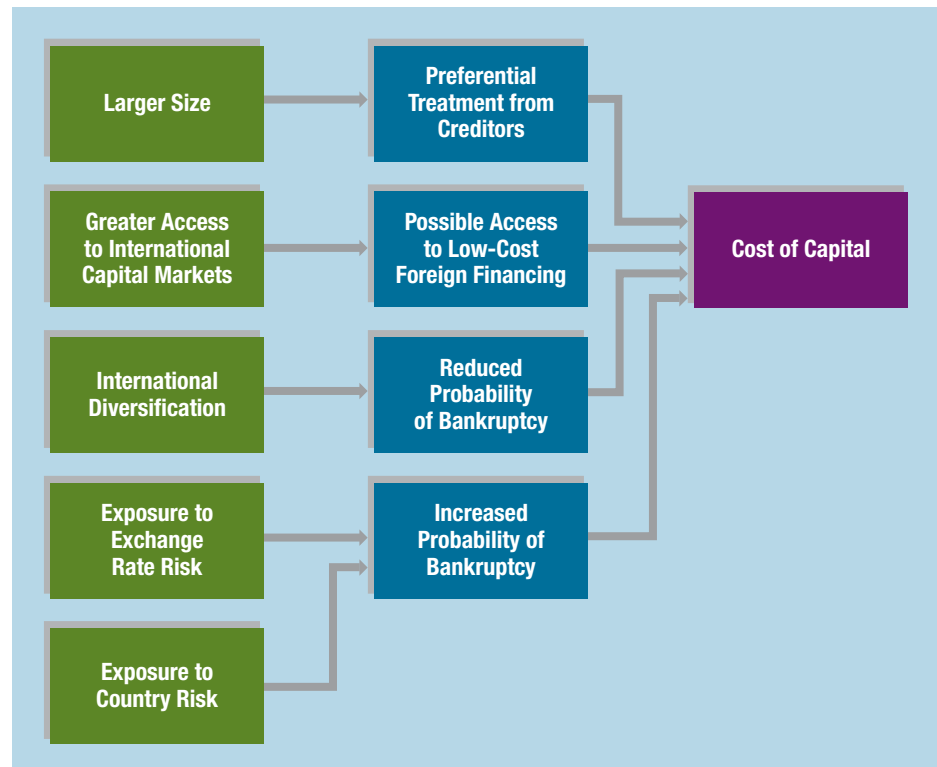 Larger Size
Preferential
Treatment from
Creditors
Greater Access
to International
Capital Markets
Possible Access
to Low-Cost
Foreign Financing
Cost of Capital
International
Diversification
Reduced
Probability
of Bankruptcy
Exposure to
Exchange
Rate Risk
Increased
Probability of
Bankruptcy
Exposure to
Country Risk